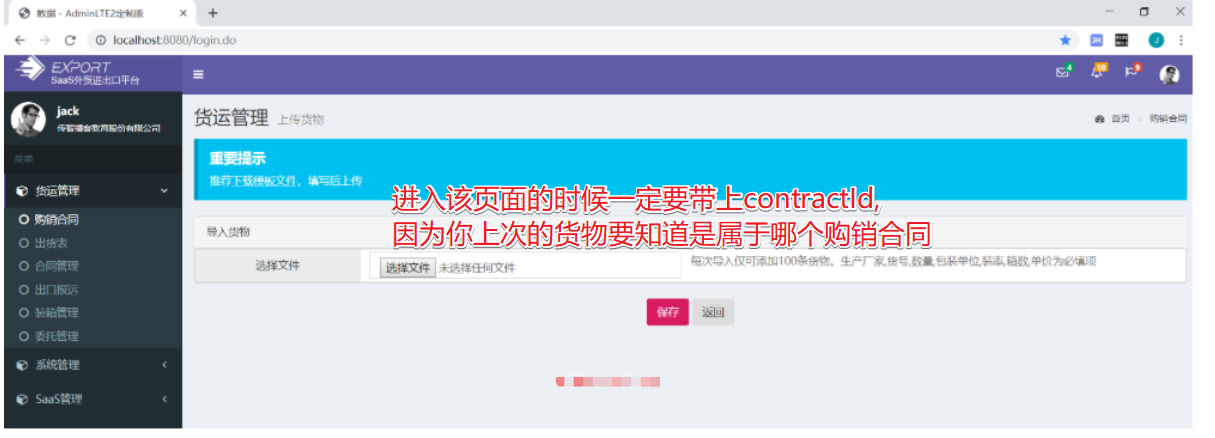 数据 - AdminLTE2定制版
localhost:8080/login.do
EXPORT
SaaS外贸进出口平台
4
10
9
jack
传智播客教育股份有限公司
菜单
货运管理
购销合同
出货表
合同管理
出口报运
装箱管理
委托管理
系统管理
SaaS管理
货运管理 上传货物
首页 > 购销合同
重要提示
推荐下载模板文件，填写后上传
进入该页面的时候一定要带上contractId,
因为你上次的货物要知道是属于哪个购销合同
导入货物
选择文件
选择文件 未选择任何文件
每次导入仅可添加100条货物。生产厂家,货号,数量,包装单位,装率,箱数,单价为必填项
保存 返回